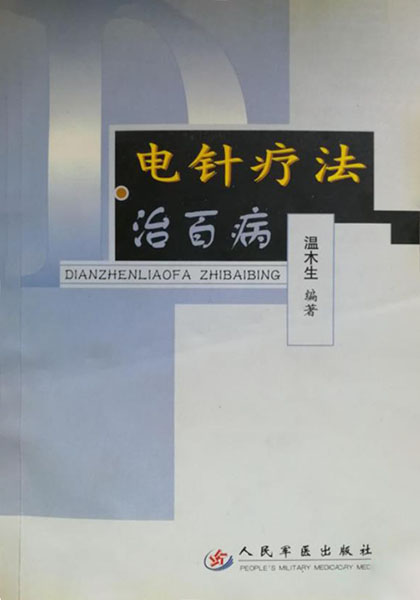 电针疗法
治百病
DIANZHENLIAOFA ZHIBAIBING
温木生 编著
人民军医出版社
PEOPLE'S MILITARY MEDIC